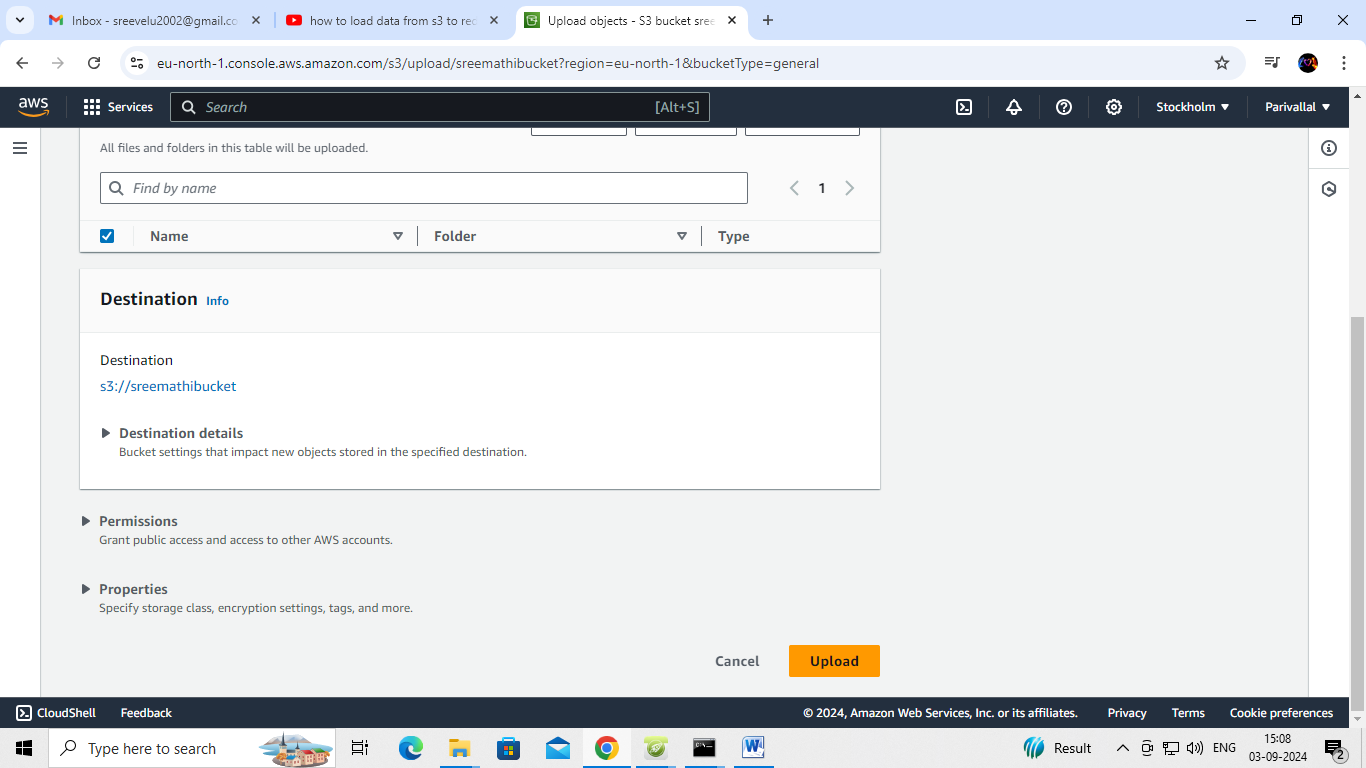 Inbox - sreevelu2002@gmail.co
how to load data from s3 to red
Upload objects - S3 bucket sree
eu-north-1.console.aws.amazon.com/s3/upload/sreemathibucket?region=eu-north-1&bucketType=general
aws
Services
Search
[Alt+S]
Stockholm
Parivallal
All files and folders in this table will be uploaded.
Find by name
1
Name
Folder
Type
Destination Info
Destination
s3://sreemathibucket
Destination details
Bucket settings that impact new objects stored in the specified destination.
Permissions
Grant public access and access to other AWS accounts.
Properties
Specify storage class, encryption settings, tags, and more.
Cancel
Upload
CloudShell
Feedback
© 2024, Amazon Web Services, Inc. or its affiliates.
Privacy
Terms
Cookie preferences
Type here to search
Result
ENG
15:08
03-09-2024
2